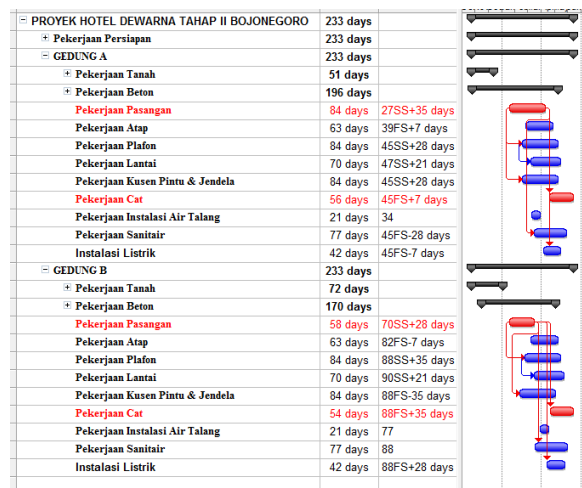 PROYEK HOTEL DEWARNA TAHAP II BOJONEGORO 233 days
Pekerjaan Persiapan 233 days
GEDUNG A 233 days
Pekerjaan Tanah 51 days
Pekerjaan Beton 196 days
Pekerjaan Pasangan 84 days 27SS+35 days
Pekerjaan Atap 63 days 39FS+7 days
Pekerjaan Plafon 84 days 45SS+28 days
Pekerjaan Lantai 70 days 47SS+21 days
Pekerjaan Kusen Pintu & Jendela 84 days 45SS+28 days
Pekerjaan Cat 56 days 45FS+7 days
Pekerjaan Instalasi Air Talang 21 days 34
Pekerjaan Sanitair 77 days 45FS-28 days
Instalasi Listrik 42 days 45FS-7 days
GEDUNG B 233 days
Pekerjaan Tanah 72 days
Pekerjaan Beton 170 days
Pekerjaan Pasangan 58 days 70SS+28 days
Pekerjaan Atap 63 days 82FS-7 days
Pekerjaan Plafon 84 days 88SS+35 days
Pekerjaan Lantai 70 days 90SS+21 days
Pekerjaan Kusen Pintu & Jendela 84 days 88FS-35 days
Pekerjaan Cat 54 days 88FS+35 days
Pekerjaan Instalasi Air Talang 21 days 77
Pekerjaan Sanitair 77 days 88
Instalasi Listrik 42 days 88FS+28 days